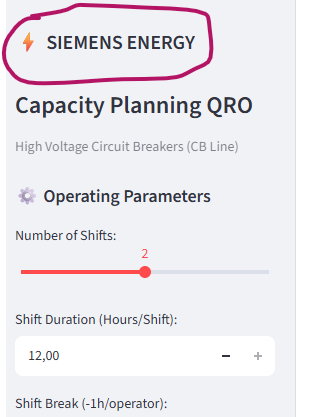 SIEMENS ENERGY
Capacity Planning QRO
High Voltage Circuit Breakers (CB Line)
Operating Parameters
Number of Shifts:
2
Shift Duration (Hours/Shift):
12,00
Shift Break (-1h/operator):